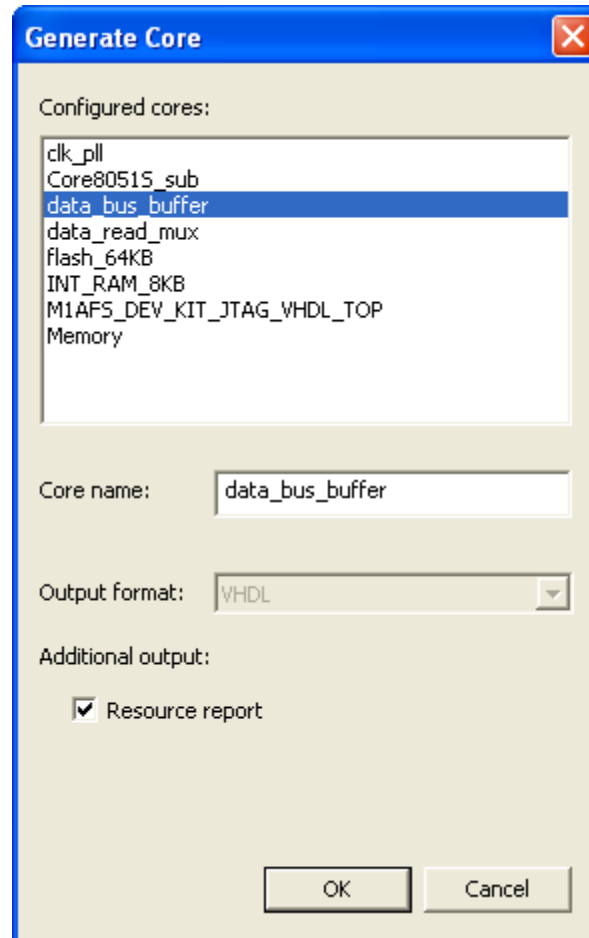 Generate Core
Configured cores:
clk_pll
Core8051S_sub
data_bus_buffer
data_read_mux
flash_64KB
INT_RAM_8KB
M1AFS_DEV_KIT_JTAG_VHDL_TOP
Memory
Core name: data_bus_buffer
Output format: VHDL
Additional output:
Resource report
OK Cancel